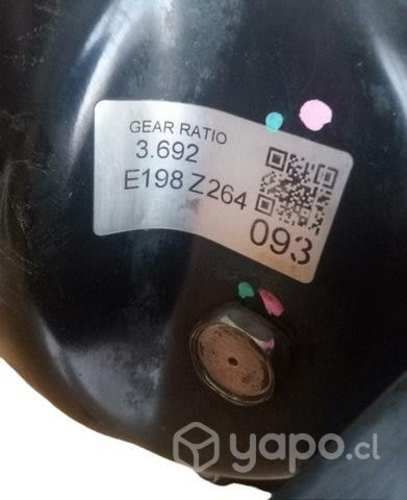 GEAR RATIO
3.692
E198 Z264
093
yapo.cl